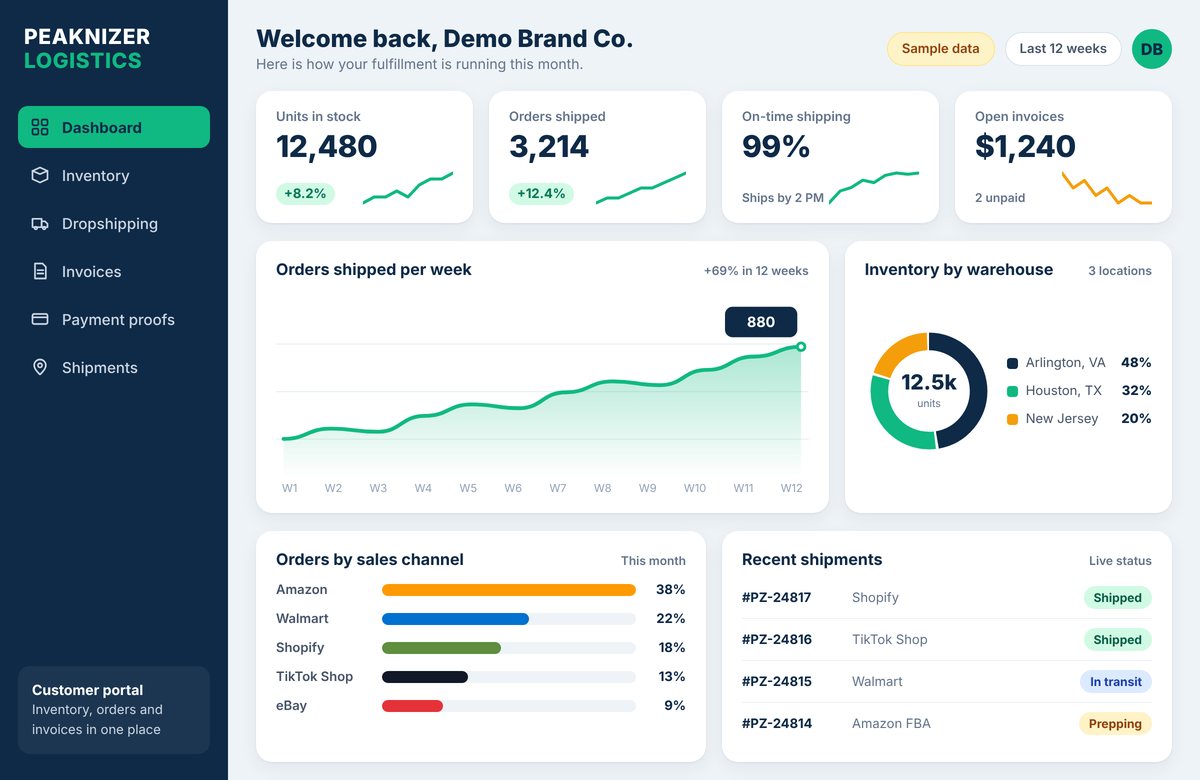 PEAKNIZER
LOGISTICS
Dashboard
Inventory
Dropshipping
Invoices
Payment proofs
Shipments
Customer portal
Inventory, orders and
invoices in one place
Welcome back, Demo Brand Co.
Here is how your fulfillment is running this month.
Sample data
Last 12 weeks
DB
Units in stock
12,480
+8.2%
Orders shipped
3,214
+12.4%
On-time shipping
99%
Ships by 2 PM
Open invoices
$1,240
2 unpaid
Orders shipped per week
+69% in 12 weeks
880
W1 W2 W3 W4 W5 W6 W7 W8 W9 W10 W11 W12
Inventory by warehouse
3 locations
12.5k
units
Arlington, VA 48%
Houston, TX 32%
New Jersey 20%
Orders by sales channel
This month
Amazon 38%
Walmart 22%
Shopify 18%
TikTok Shop 13%
eBay 9%
Recent shipments
Live status
#PZ-24817 Shopify Shipped
#PZ-24816 TikTok Shop Shipped
#PZ-24815 Walmart In transit
#PZ-24814 Amazon FBA Prepping